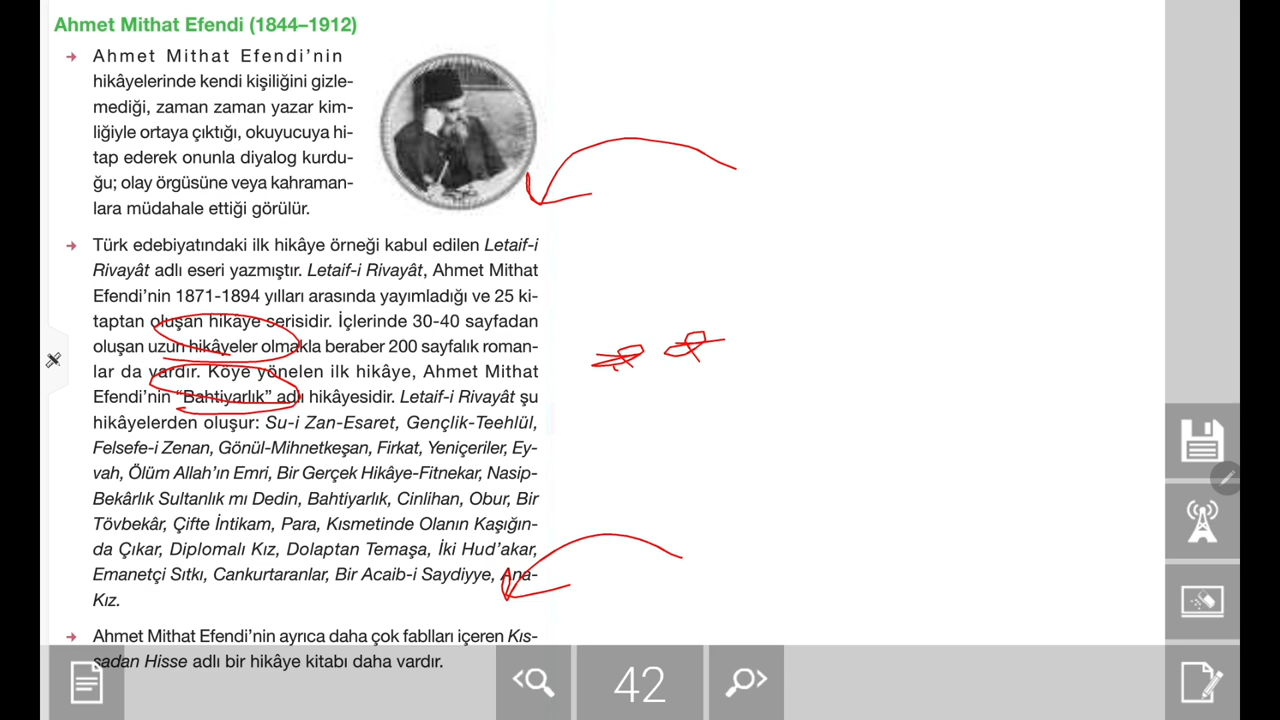 Ahmet Mithat Efendi (1844–1912)
→ Ahmet Mithat Efendi’nin
hikâyelerinde kendi kişiliğini gizle-
mediği, zaman zaman yazar kim-
liğiyle ortaya çıktığı, okuyucuya hi-
tap ederek onunla diyalog kurdu-
ğu; olay örgüsüne veya kahraman-
lara müdahale ettiği görülür.
→ Türk edebiyatındaki ilk hikâye örneği kabul edilen Letaif-i
Rivayât adlı eseri yazmıştır. Letaif-i Rivayât, Ahmet Mithat
Efendi’nin 1871-1894 yılları arasında yayımladığı ve 25 ki-
taptan oluşan hikâye serisidir. İçlerinde 30-40 sayfadan
oluşan uzun hikâyeler olmakla beraber 200 sayfalık roman-
lar da vardır. Köye yönelen ilk hikâye, Ahmet Mithat
Efendi’nin “Bahtiyarlık” adlı hikâyesidir. Letaif-i Rivayât şu
hikâyelerden oluşur: Su-i Zan-Esaret, Gençlik-Teehlül,
Felsefe-i Zenan, Gönül-Mihnetkeşan, Firkat, Yeniçeriler, Ey-
vah, Ölüm Allah’ın Emri, Bir Gerçek Hikâye-Fitnekar, Nasip-
Bekârlık Sultanlık mı Dedin, Bahtiyarlık, Cinlihan, Obur, Bir
Tövbekâr, Çifte İntikam, Para, Kısmetinde Olanın Kaşığın-
da Çıkar, Diplomalı Kız, Dolaptan Temaşa, İki Hud’akar,
Emanetçi Sıtkı, Cankurtaranlar, Bir Acaib-i Saydiyye, Ana-
Kız.
→ Ahmet Mithat Efendi’nin ayrıca daha çok fablları içeren Kıs-
sadan Hisse adlı bir hikâye kitabı daha vardır.
42